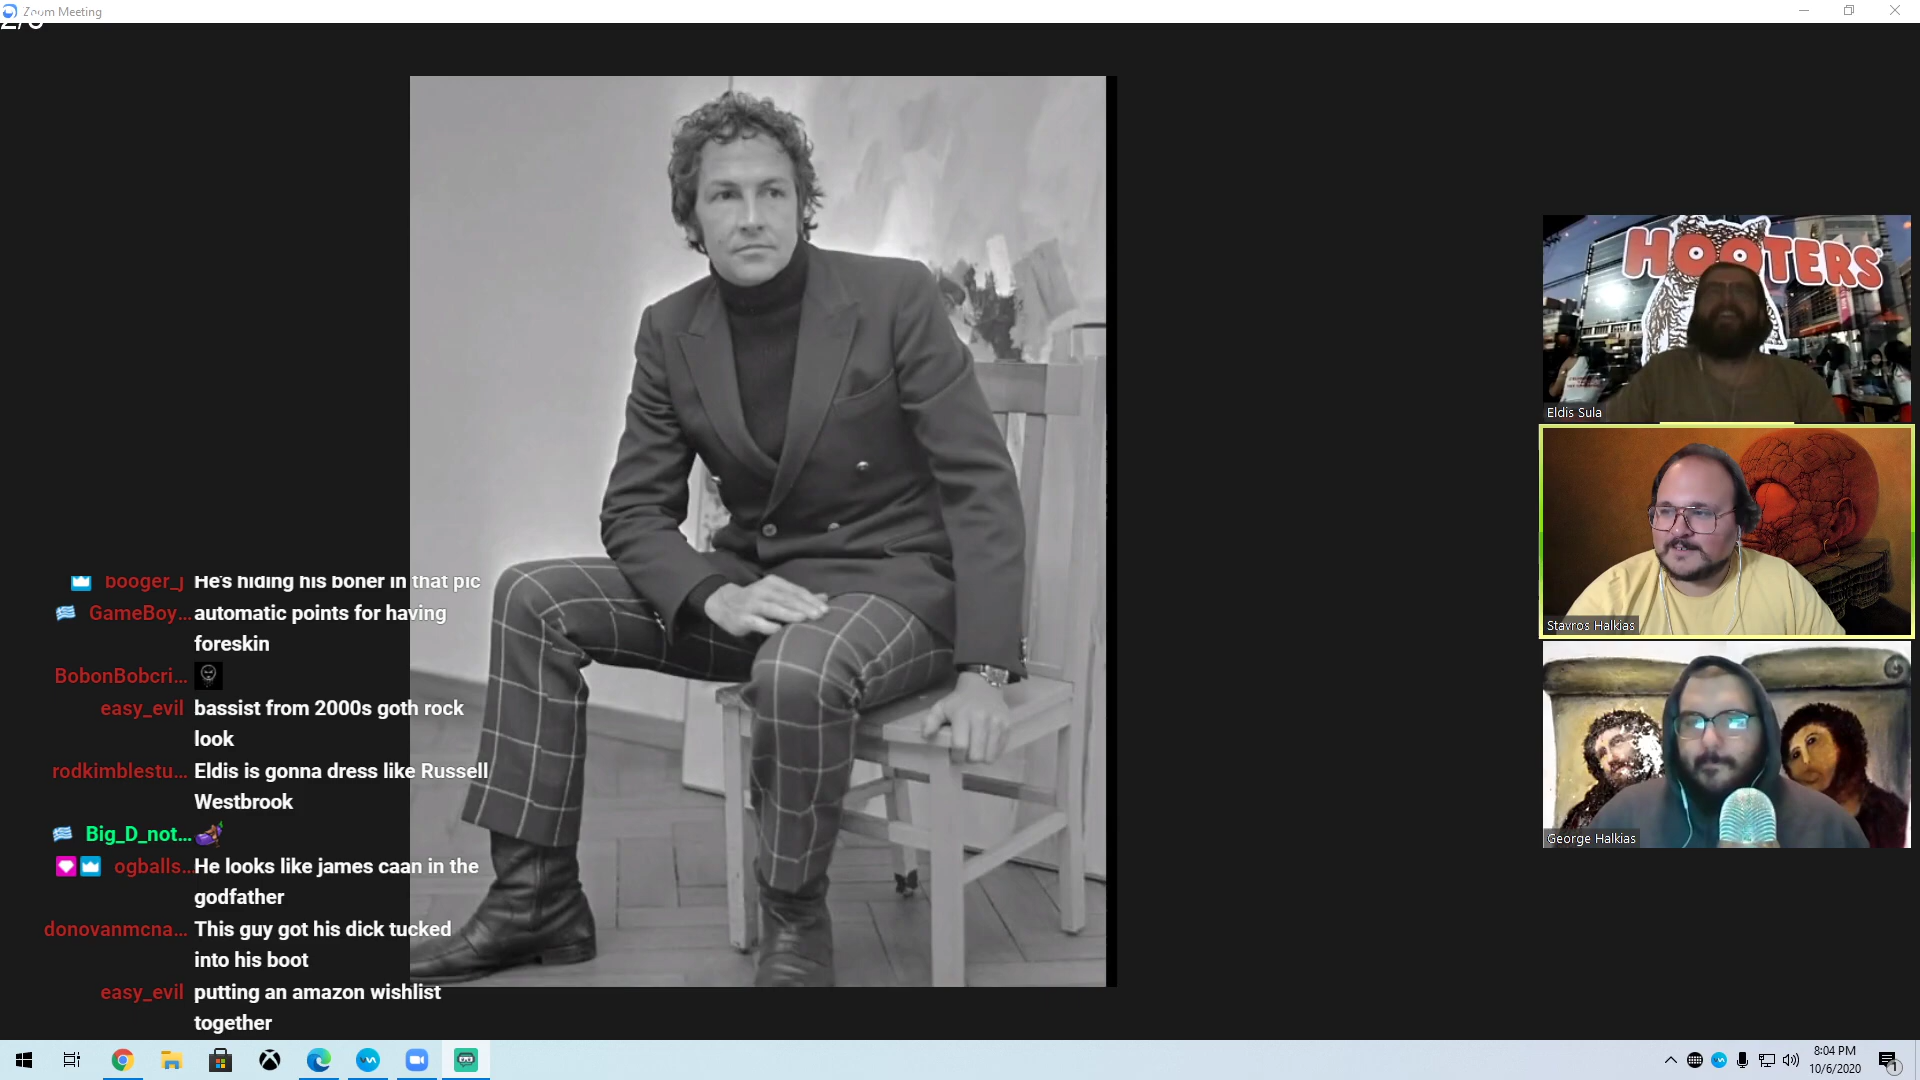 Zoom Meeting
HOOTERS
Eldis Sula
Stavros Halkias
George Halkias
booger_j He's hiding his boner in that pic
GameBoy... automatic points for having
foreskin
BobonBobcri...
easy_evil bassist from 2000s goth rock
look
rodkimblestu... Eldis is gonna dress like Russell
Westbrook
Big_D_not...
ogballs... He looks like james caan in the
godfather
donovanmcna... This guy got his dick tucked
into his boot
easy_evil putting an amazon wishlist
together
8:04 PM
10/6/2020
1